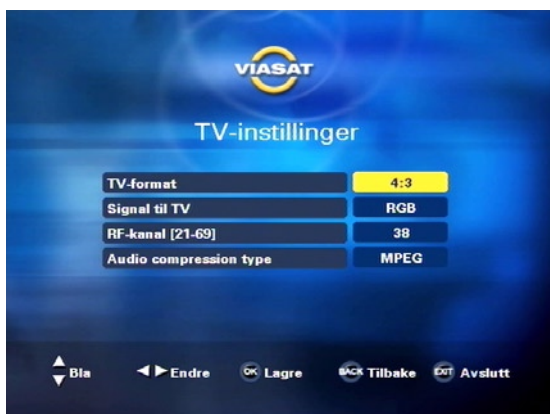 VIASAT
TV-instillinger
TV-format 4:3
Signal til TV RGB
RF-kanal [21-69] 38
Audio compression type MPEG
Bla Endre OK Lagre BACK Tilbake EXIT Avslutt